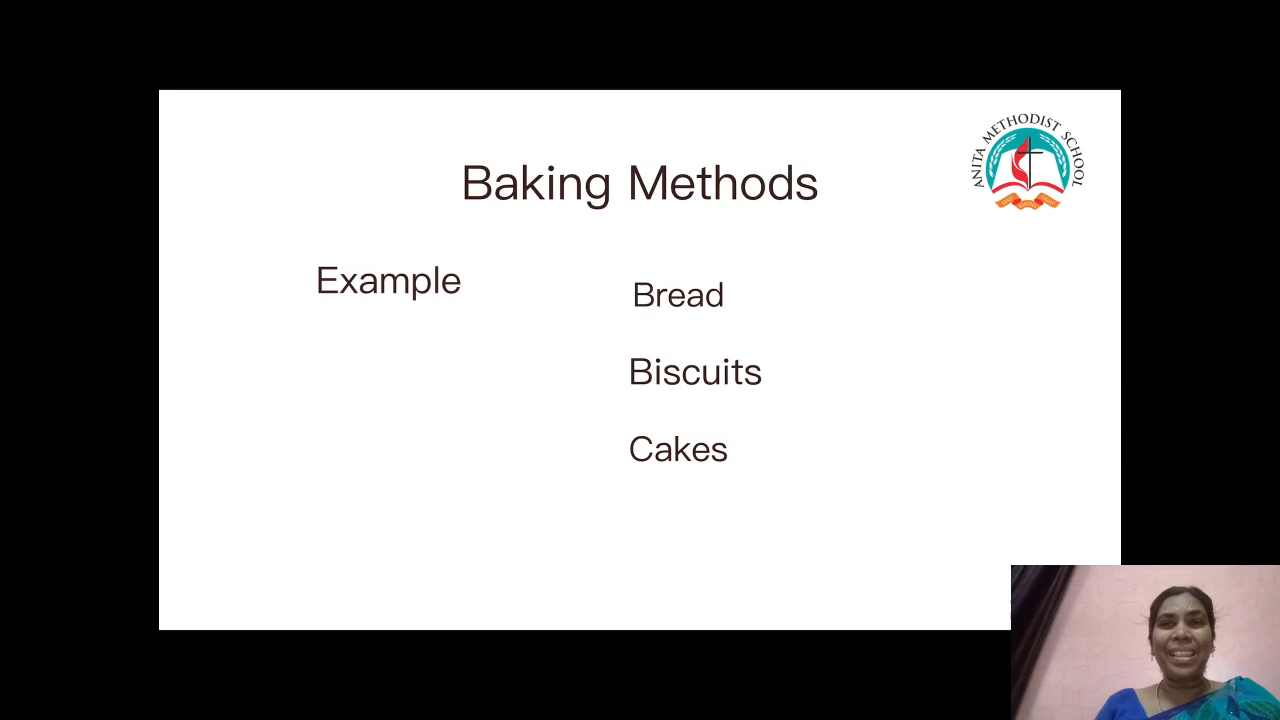 ANITA METHODIST SCHOOL
Baking Methods
Example
Bread
Biscuits
Cakes